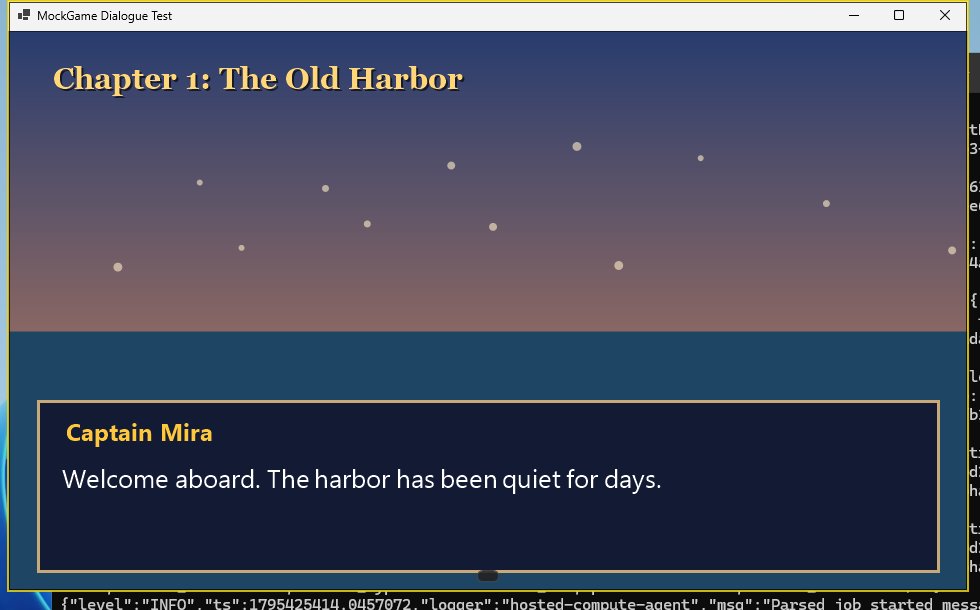 MockGame Dialogue Test
Chapter 1: The Old Harbor
Captain Mira
Welcome aboard. The harbor has been quiet for days.
{"level":"INFO","ts":1795425414.0457072,"logger":"hosted-compute-agent","msg":"Parsed job started mes